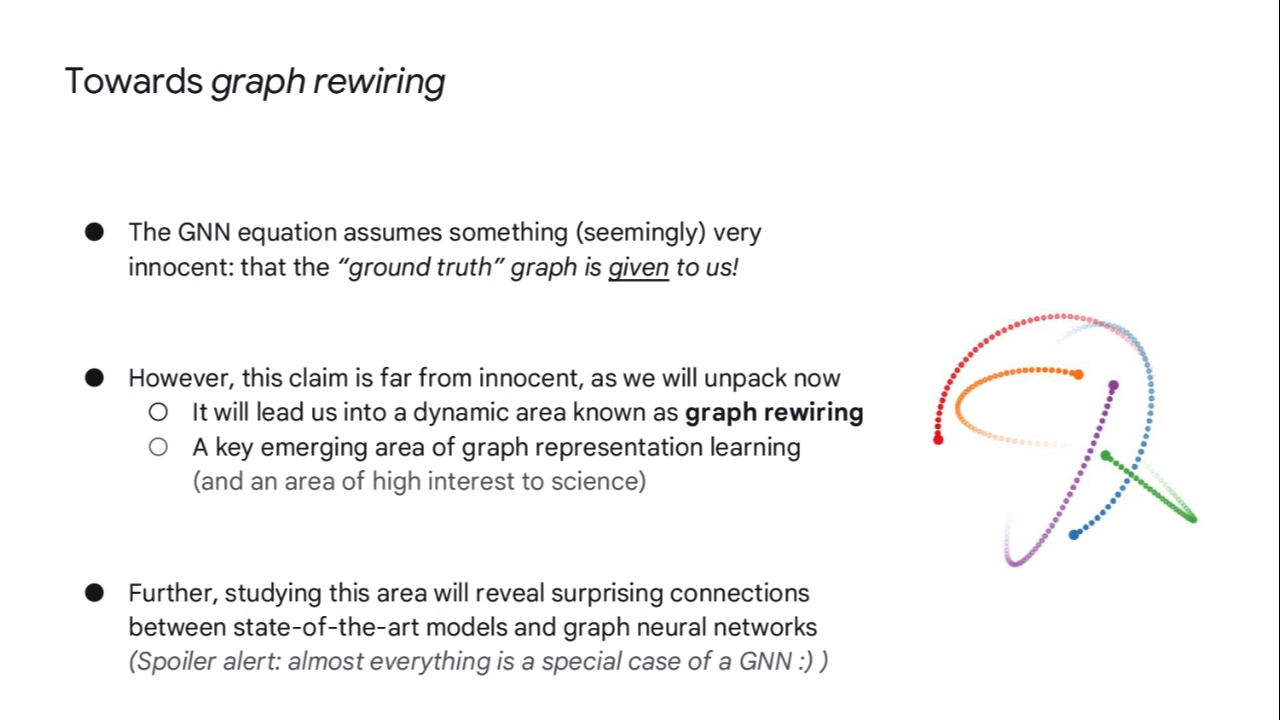 Towards graph rewiring
● The GNN equation assumes something (seemingly) very
innocent: that the “ground truth” graph is given to us!
● However, this claim is far from innocent, as we will unpack now
○ It will lead us into a dynamic area known as graph rewiring
○ A key emerging area of graph representation learning
(and an area of high interest to science)
● Further, studying this area will reveal surprising connections
between state-of-the-art models and graph neural networks
(Spoiler alert: almost everything is a special case of a GNN :) )